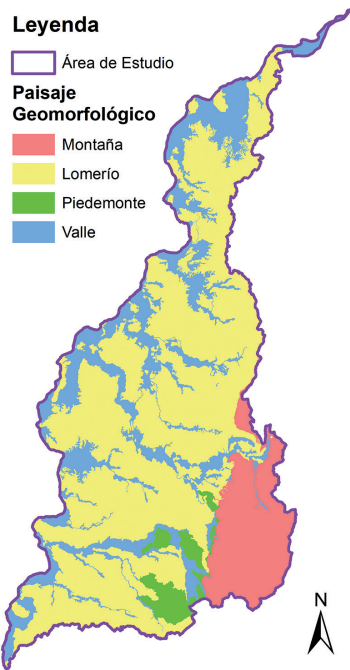 Leyenda
Área de Estudio
Paisaje
Geomorfológico
Montaña
Lomerío
Piedemonte
Valle
N